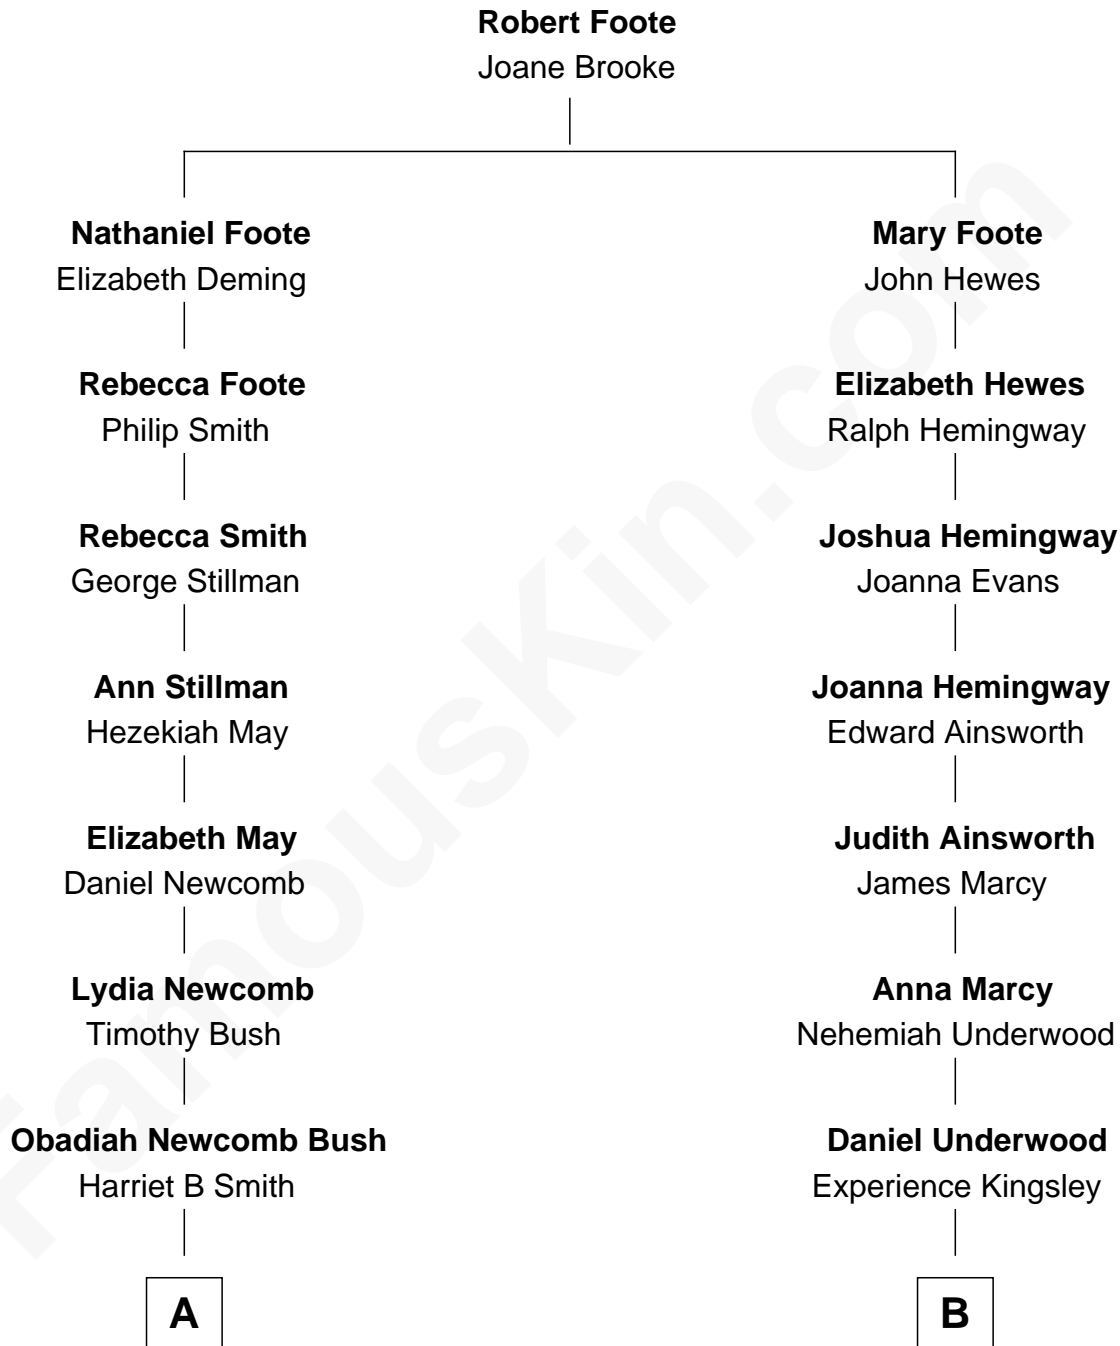 Robert Foote
Joane Brooke
Nathaniel Foote
Elizabeth Deming
Mary Foote
John Hewes
Rebecca Foote
Philip Smith
Elizabeth Hewes
Ralph Hemingway
Rebecca Smith
George Stillman
Joshua Hemingway
Joanna Evans
Ann Stillman
Hezekiah May
Joanna Hemingway
Edward Ainsworth
Elizabeth May
Daniel Newcomb
Judith Ainsworth
James Marcy
Lydia Newcomb
Timothy Bush
Anna Marcy
Nehemiah Underwood
Obadiah Newcomb Bush
Harriet B Smith
Daniel Underwood
Experience Kingsley
A
B
FamousKin.com